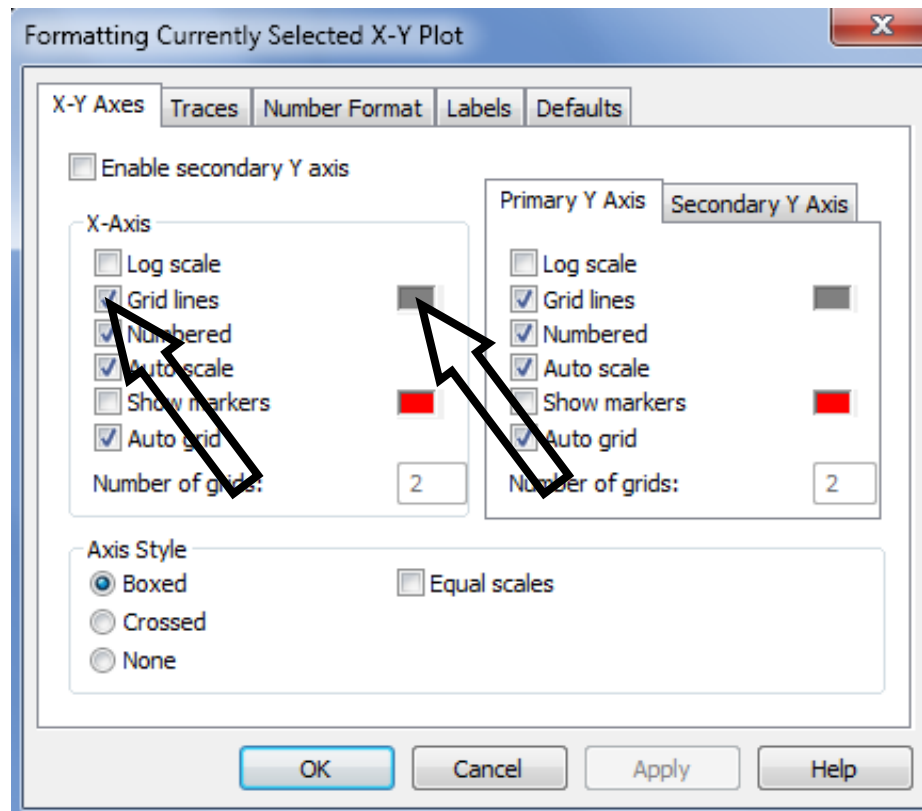 Formatting Currently Selected X-Y Plot
X
X-Y Axes Traces Number Format Labels Defaults
Enable secondary Y axis
Primary Y Axis Secondary Y Axis
X-Axis
Log scale
Grid lines
Numbered
Auto scale
Show markers
Auto grid
Number of grids: 2
Log scale
Grid lines
Numbered
Auto scale
Show markers
Auto grid
Number of grids: 2
Axis Style
Boxed Equal scales
Crossed
None
OK Cancel Apply Help